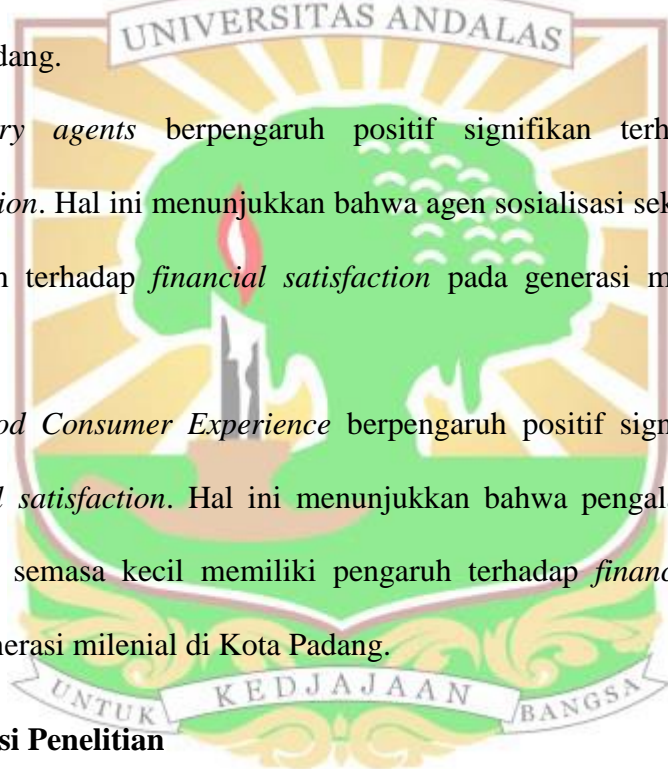 UNIVERSITAS ANDALAS
dang.
ry agents berpengaruh positif signifikan terh
ion. Hal ini menunjukkan bahwa agen sosialisasi sek
n terhadap financial satisfaction pada generasi m
od Consumer Experience berpengaruh positif sign
l satisfaction. Hal ini menunjukkan bahwa pengala
semasa kecil memiliki pengaruh terhadap financ
nerasi milenial di Kota Padang.
UNTUK KEDJAJAAN BANGSA
si Penelitian